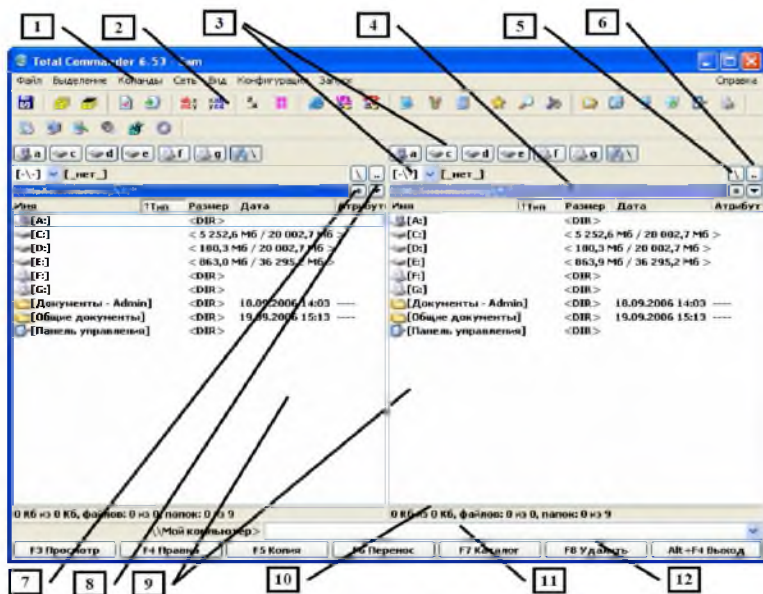 1 2 3 4 5 6
Total Commander 6.53 - Sam
Файл Выделение Команды Сеть Вид Конфигурация Запуск Справка
a c d e f g \ a c d e f g \
[-\-] [_нет_] \ .. [-\-] [_нет_] \ ..
Имя ↑Тип Размер Дата Атрибут Имя ↑Тип Размер Дата Атрибут
[A:] <DIR> [A:] <DIR>
[C:] < 5 252,6 Мб / 20 002,7 Мб > [C:] < 5 252,6 Мб / 20 002,7 Мб >
[D:] < 180,3 Мб / 20 002,7 Мб > [D:] < 180,3 Мб / 20 002,7 Мб >
[E:] < 863,0 Мб / 36 295,2 Мб > [E:] < 863,9 Мб / 36 295,2 Мб >
[F:] <DIR> [F:] <DIR>
[G:] <DIR> [G:] <DIR>
[Документы - Admin] <DIR> 18.09.2006 14:03 ---- [Документы - Admin] <DIR> 18.09.2006 14:03 ----
[Общие документы] <DIR> 19.09.2006 15:13 ---- [Общие документы] <DIR> 19.09.2006 15:13 ----
[Панель управления] <DIR> [Панель управления] <DIR>
0 Кб из 0 Кб, файлов: 0 из 0, папок: 0 из 9 0 Кб из 0 Кб, файлов: 0 из 0, папок: 0 из 9
\\Мой компьютер>
F3 Просмотр F4 Правка F5 Копия F6 Перенос F7 Каталог F8 Удалить Alt+F4 Выход
7 8 9 10 11 12